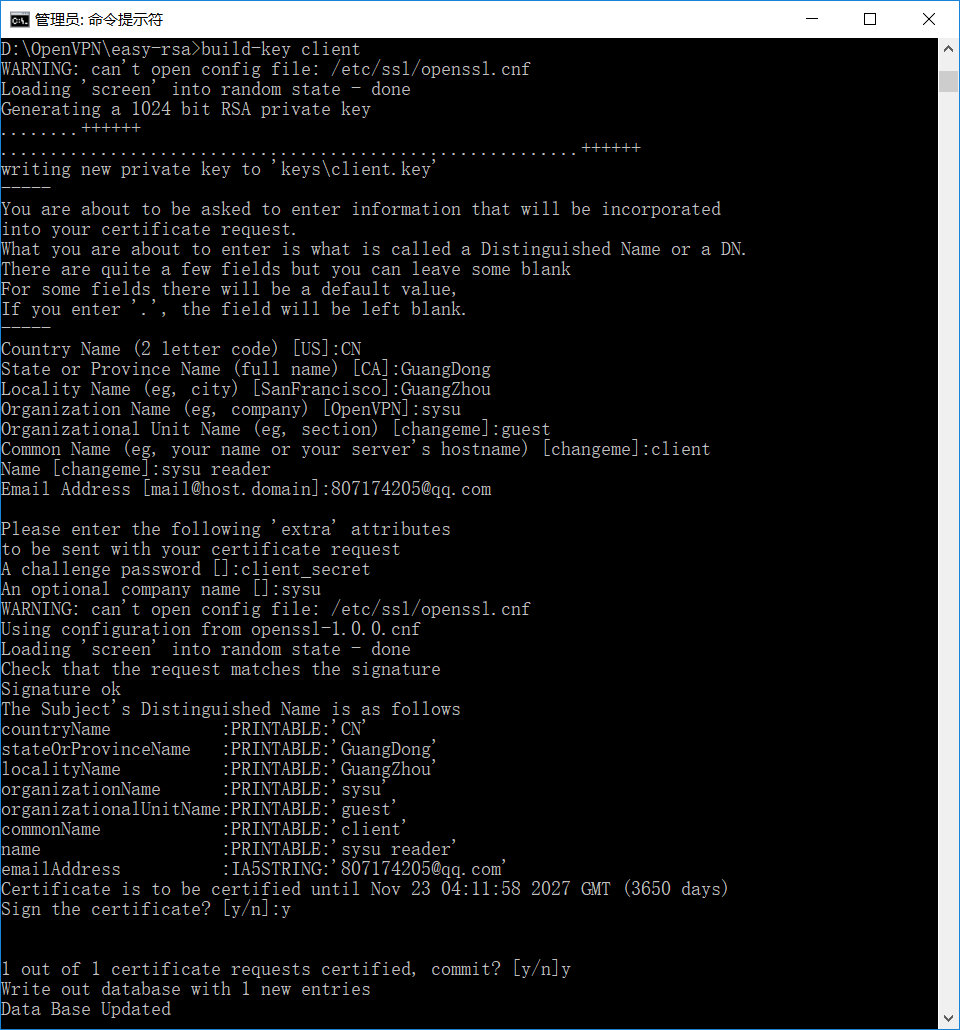 管理员: 命令提示符
D:\OpenVPN\easy-rsa>build-key client
WARNING: can't open config file: /etc/ssl/openssl.cnf
Loading 'screen' into random state - done
Generating a 1024 bit RSA private key
........++++++
..........................................................++++++
writing new private key to 'keys\client.key'
-----
You are about to be asked to enter information that will be incorporated
into your certificate request.
What you are about to enter is what is called a Distinguished Name or a DN.
There are quite a few fields but you can leave some blank
For some fields there will be a default value,
If you enter '.', the field will be left blank.
-----
Country Name (2 letter code) [US]:CN
State or Province Name (full name) [CA]:GuangDong
Locality Name (eg, city) [SanFrancisco]:GuangZhou
Organization Name (eg, company) [OpenVPN]:sysu
Organizational Unit Name (eg, section) [changeme]:guest
Common Name (eg, your name or your server's hostname) [changeme]:client
Name [changeme]:sysu reader
Email Address [mail@host.domain]:807174205@qq.com
Please enter the following 'extra' attributes
to be sent with your certificate request
A challenge password []:client_secret
An optional company name []:sysu
WARNING: can't open config file: /etc/ssl/openssl.cnf
Using configuration from openssl-1.0.0.cnf
Loading 'screen' into random state - done
Check that the request matches the signature
Signature ok
The Subject's Distinguished Name is as follows
countryName           :PRINTABLE:'CN'
stateOrProvinceName   :PRINTABLE:'GuangDong'
localityName          :PRINTABLE:'GuangZhou'
organizationName      :PRINTABLE:'sysu'
organizationalUnitName:PRINTABLE:'guest'
commonName            :PRINTABLE:'client'
name                  :PRINTABLE:'sysu reader'
emailAddress          :IA5STRING:'807174205@qq.com'
Certificate is to be certified until Nov 23 04:11:58 2027 GMT (3650 days)
Sign the certificate? [y/n]:y
1 out of 1 certificate requests certified, commit? [y/n]y
Write out database with 1 new entries
Data Base Updated